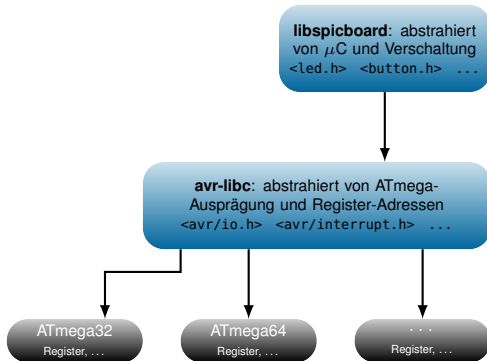 libspicboard: abstrahiert
von μC und Verschaltung
<led.h> <button.h> ...
avr-libc: abstrahiert von ATmega-
Ausprägung und Register-Adressen
<avr/io.h> <avr/interrupt.h> ...
ATmega32
Register, ...
ATmega64
Register, ...
...
Register, ...